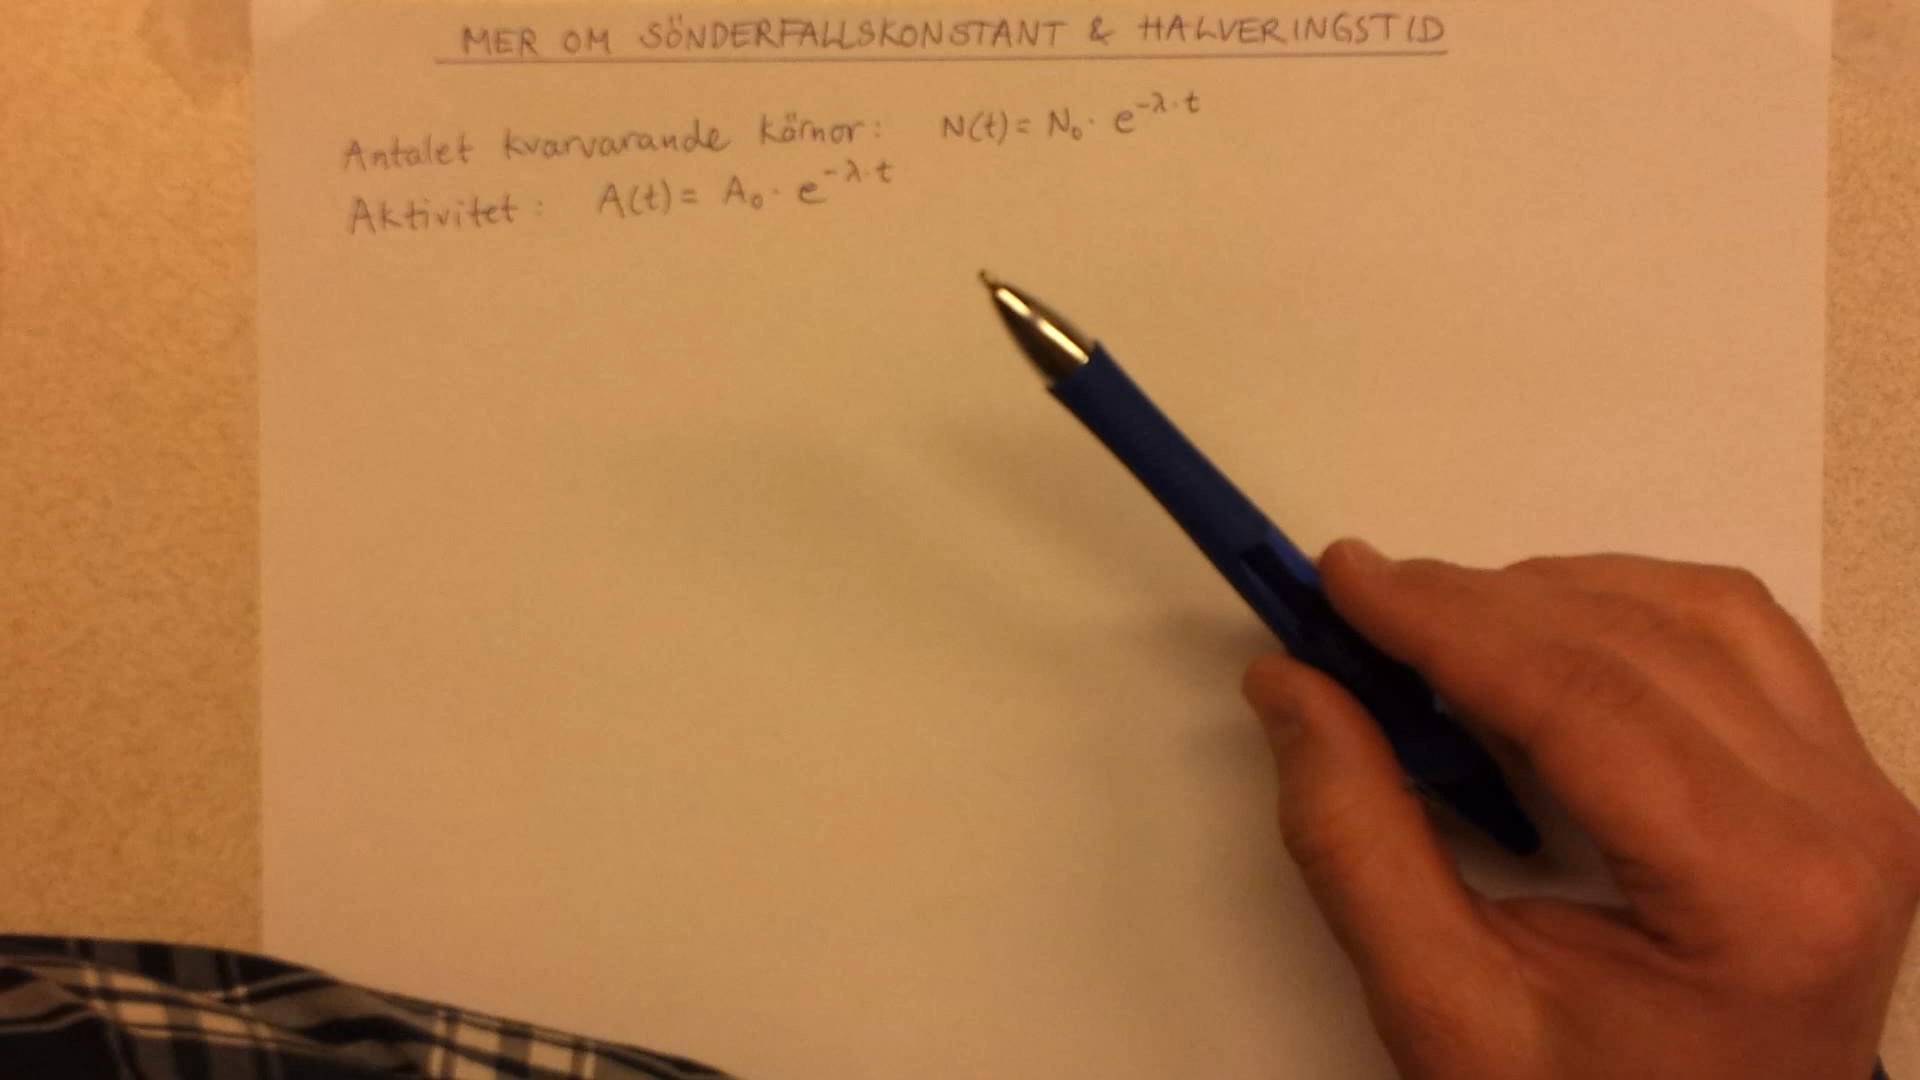 MER OM SÖNDERFALLSKONSTANT & HALVERINGSTID
Antalet kvarvarande kärnor: N(t) = N₀ · e^{-λ·t}
Aktivitet: A(t) = A₀ · e^{-λ·t}